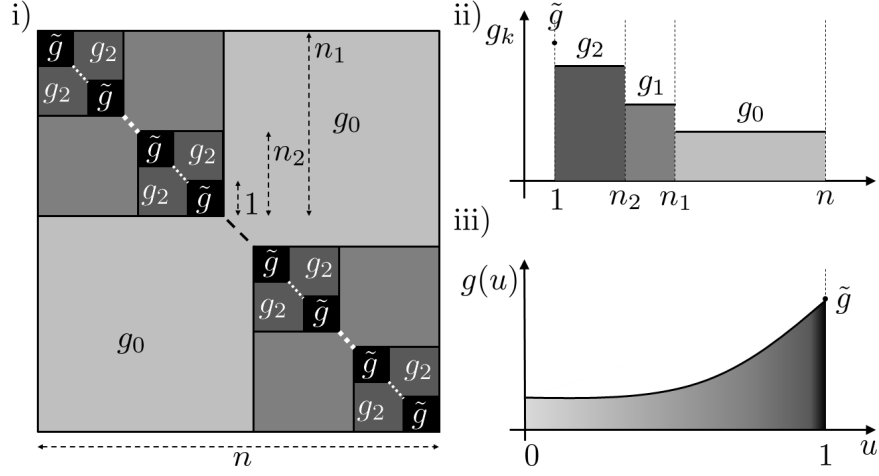 i)
g̃ g₂
g₂ g̃
g̃ g₂
g₂ g̃
g₀
n₁
n₂
1
g₀
g̃ g₂
g₂ g̃
g̃ g₂
g₂ g̃
n
ii)
gₖ
g̃
g₂
g₁
g₀
1 n₂ n₁ n
iii)
g(u)
g̃
0 1 u